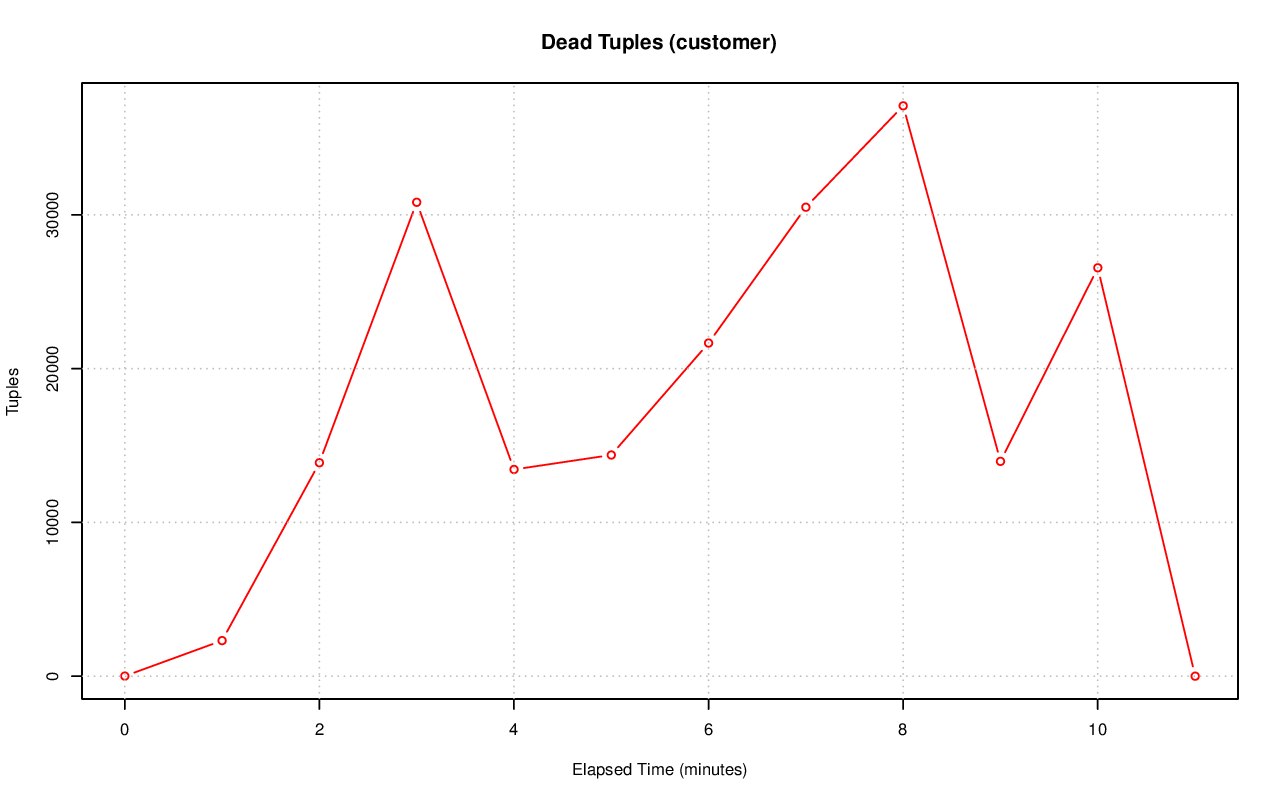 Dead Tuples (customer)
Tuples
30000
20000
10000
0
0 2 4 6 8 10
Elapsed Time (minutes)